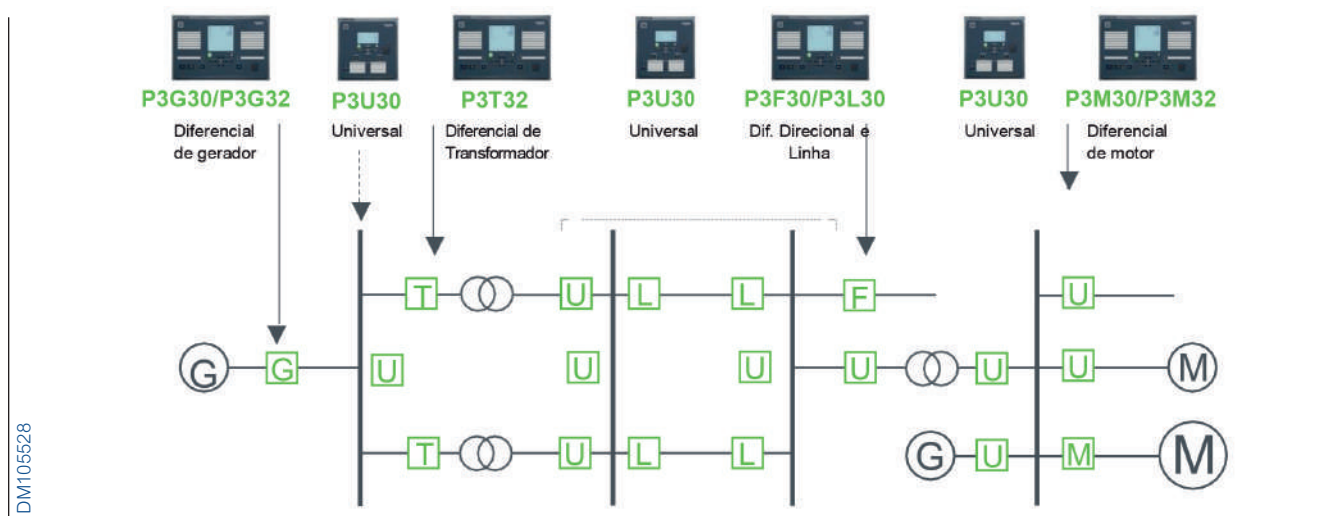 P3G30/P3G32
P3U30
P3T32
P3U30
P3F30/P3L30
P3U30
P3M30/P3M32
Diferencial
de gerador
Universal
Diferencial de
Transformador
Universal
Dif. Direcional e
Linha
Universal
Diferencial
de motor
T
U
L
L
F
U
G
G
U
U
U
U
U
U
M
T
U
L
L
G
U
M
M
DM105528